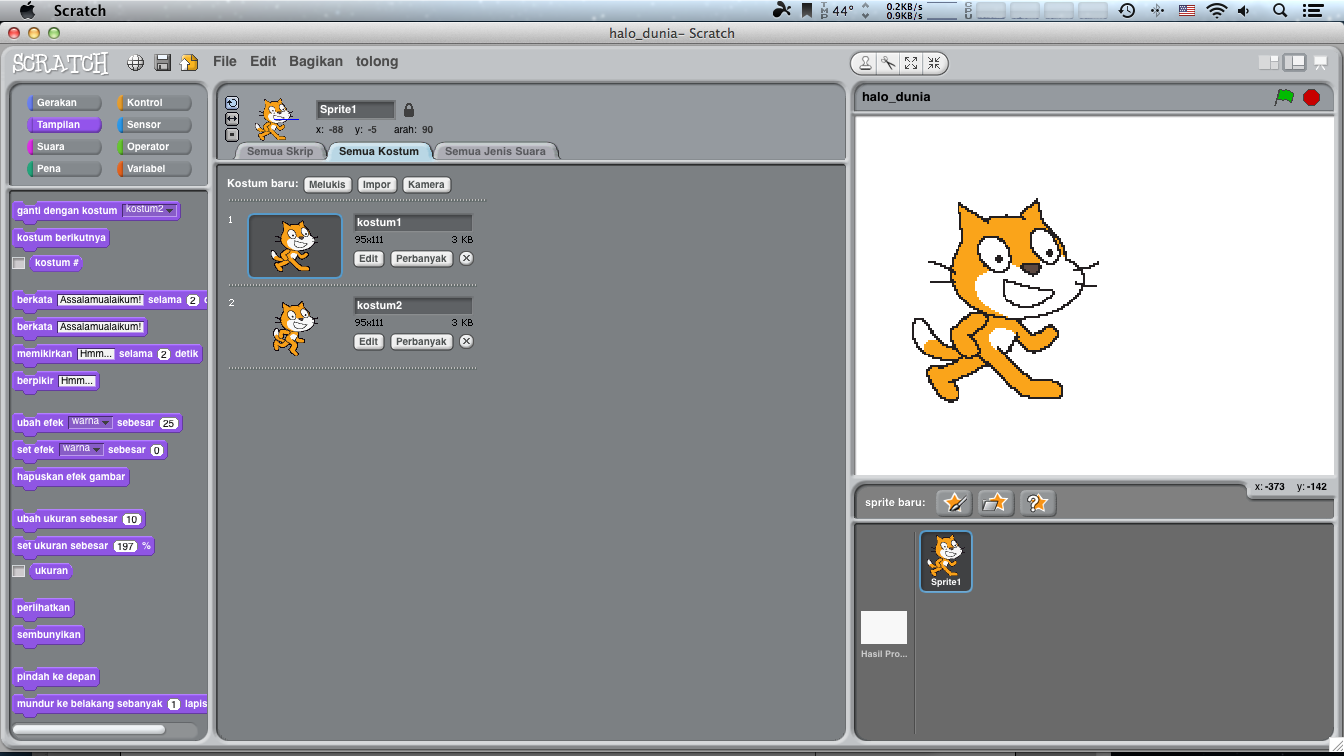 Scratch
TMP 44° 0.2KB/s CPU
0.9KB/s
halo_dunia– Scratch
SCRATCH File Edit Bagikan tolong
Gerakan Kontrol
Tampilan Sensor
Suara Operator
Pena Variabel
ganti dengan kostum kostum2
kostum berikutnya
kostum #
berkata Assalamualaikum! selama 2 d
berkata Assalamualaikum!
memikirkan Hmm... selama 2 detik
berpikir Hmm...
ubah efek warna sebesar 25
set efek warna sebesar 0
hapuskan efek gambar
ubah ukuran sebesar 10
set ukuran sebesar 197 %
ukuran
perlihatkan
sembunyikan
pindah ke depan
mundur ke belakang sebanyak 1 lapis
Sprite1
x: -88 y: -5 arah: 90
Semua Skrip Semua Kostum Semua Jenis Suara
Kostum baru: Melukis Impor Kamera
1
kostum1
95x111 3 KB
Edit Perbanyak
2
kostum2
95x111 3 KB
Edit Perbanyak
halo_dunia
x: -373 y: -142
sprite baru:
Sprite1
Hasil Pro...